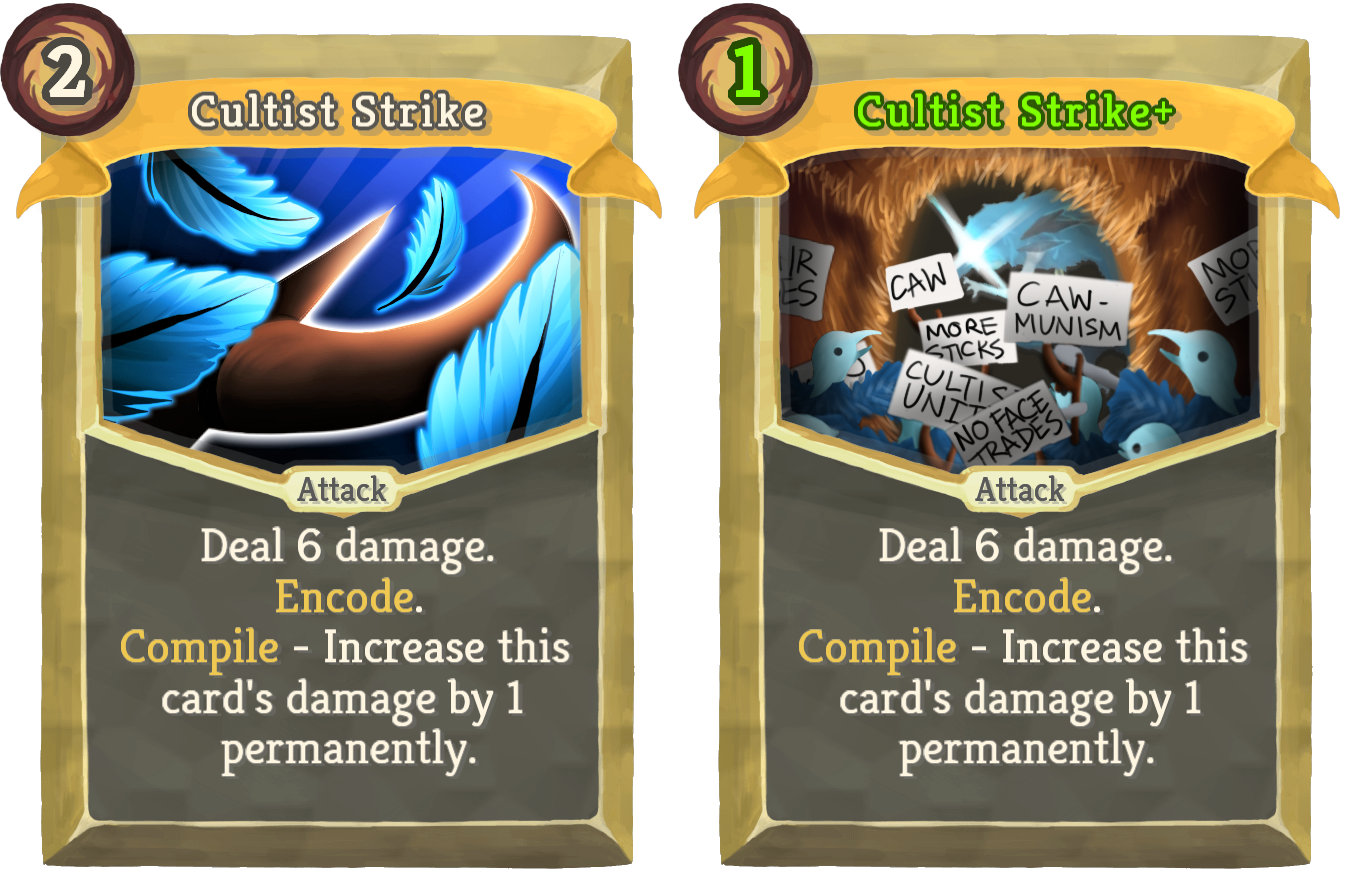 2
Cultist Strike
Attack
Deal 6 damage.
Encode.
Compile - Increase this
card's damage by 1
permanently.
1
Cultist Strike+
CAW
CAW-
MUNISM
MORE
STICKS
NO FACE
TRADES
Attack
Deal 6 damage.
Encode.
Compile - Increase this
card's damage by 1
permanently.